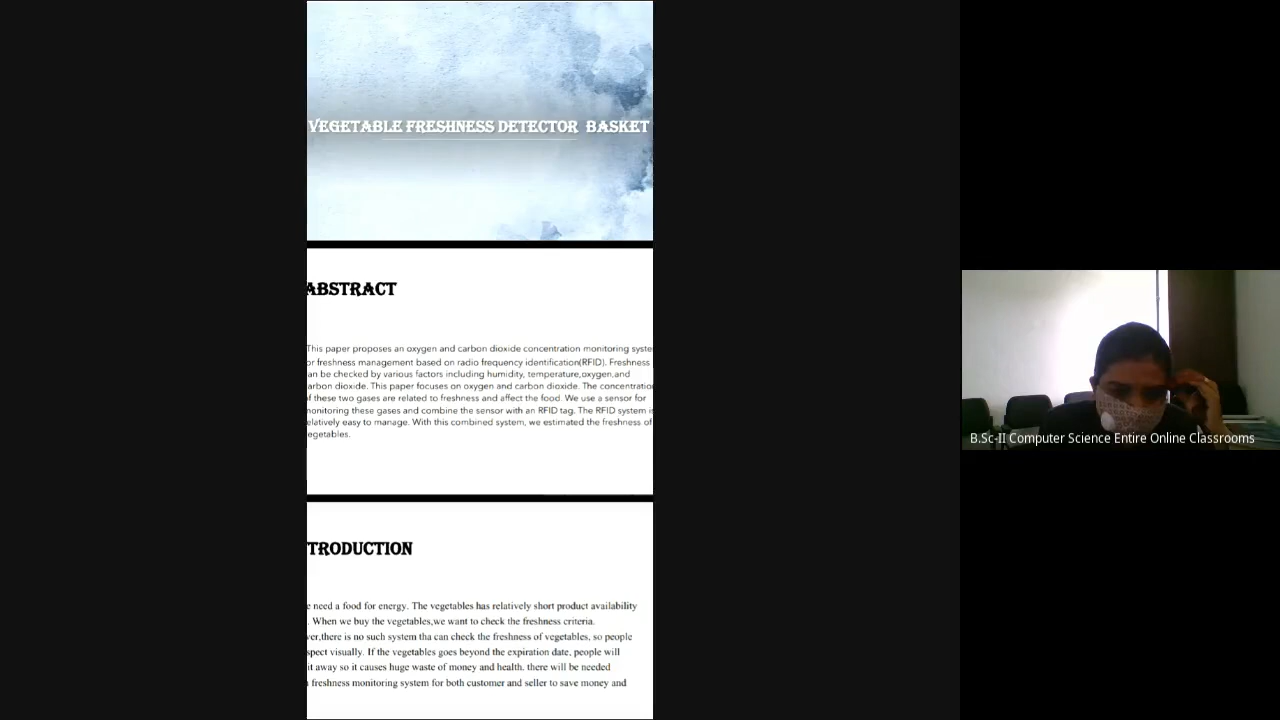 VEGETABLE FRESHNESS DETECTOR BASKET
ABSTRACT
This paper proposes an oxygen and carbon dioxide concentration monitoring syste
or freshness management based on radio frequency identification(RFID). Freshness
an be checked by various factors including humidity, temperature,oxygen,and
arbon dioxide. This paper focuses on oxygen and carbon dioxide. The concentration
f these two gases are related to freshness and affect the food. We use a sensor for
monitoring these gases and combine the sensor with an RFID tag. The RFID system is
elatively easy to manage. With this combined system, we estimated the freshness of
egetables.
TRODUCTION
e need a food for energy. The vegetables has relatively short product availability
. When we buy the vegetables,we want to check the freshness criteria.
ver,there is no such system tha can check the freshness of vegetables, so people
spect visually. If the vegetables goes beyond the expiration date, people will
it away so it causes huge waste of money and health. there will be needed
freshness monitoring system for both customer and seller to save money and
B.Sc-II Computer Science Entire Online Classrooms